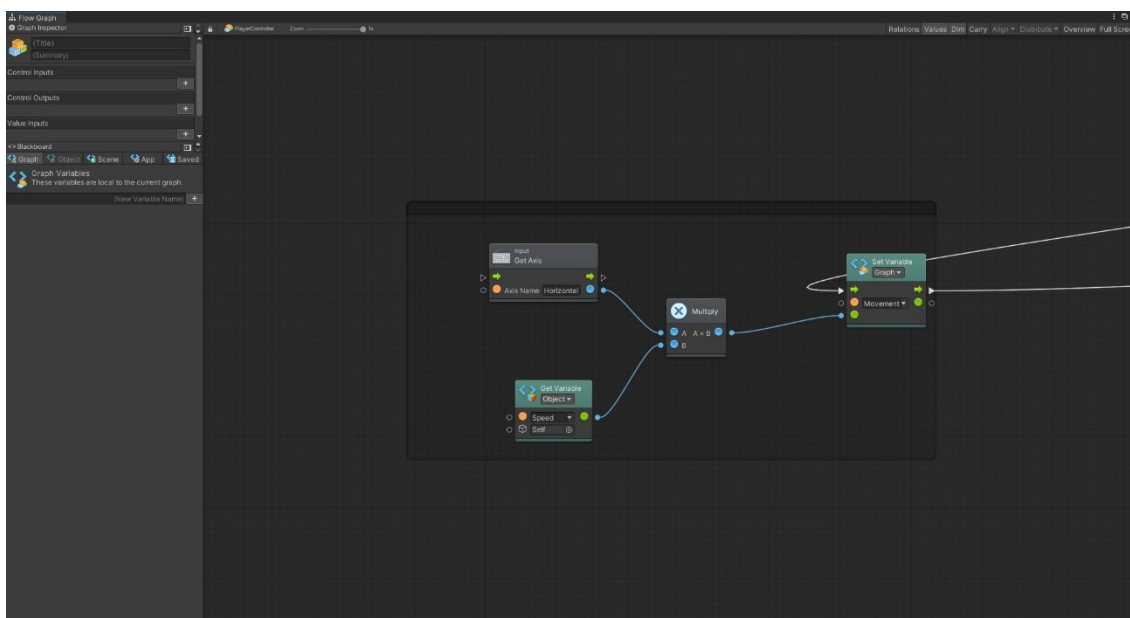 Flow Graph
Graph Inspector
PlayerController Zoom 1x
Relations Values Dim Carry Align Distribute Overview Full Scre
(Title)
(Summary)
Control Inputs
Control Outputs
Value Inputs
<> Blackboard
Graph Object Scene App Saved
Graph Variables
These variables are local to the current graph.
(New Variable Name) +
Input
Get Axis
Axis Name Horizontal
Multiply
A A × B
B
Get Variable
Object
Speed
Self
Set Variable
Graph
Movement